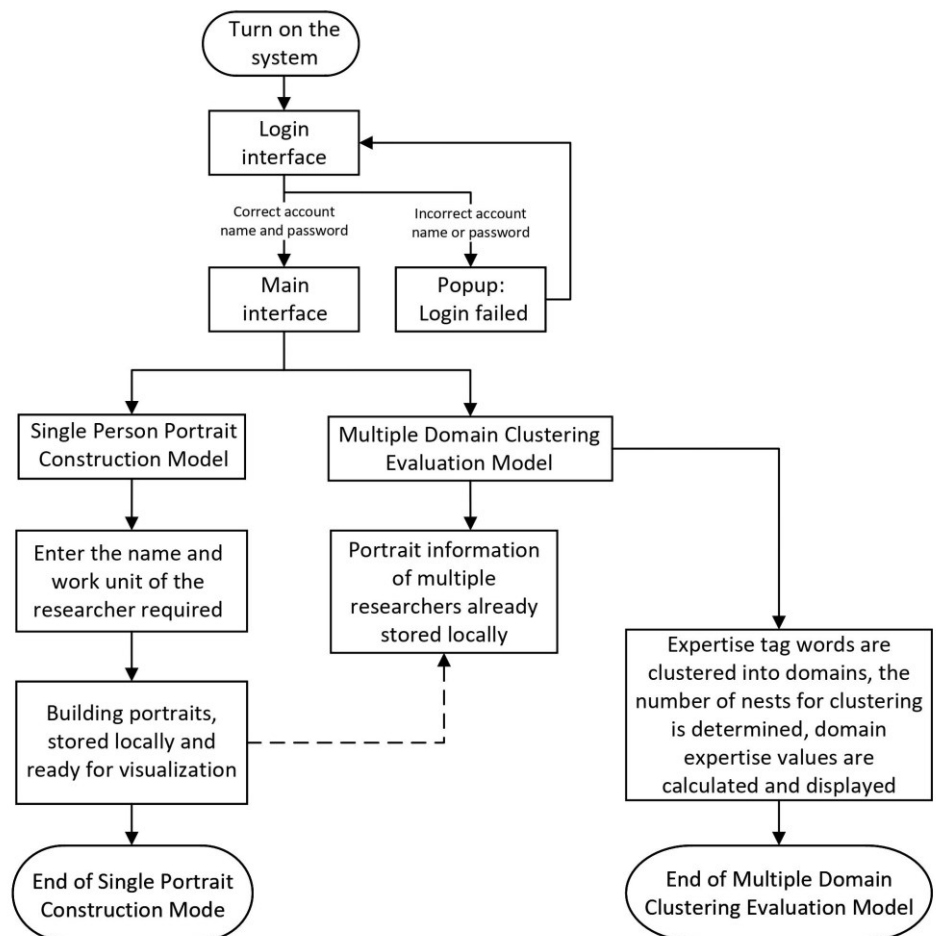 Turn on the
system
Login
interface
Correct account
name and password
Incorrect account
name or password
Main
interface
Popup:
Login failed
Single Person Portrait
Construction Model
Multiple Domain Clustering
Evaluation Model
Enter the name and
work unit of the
researcher required
Portrait information
of multiple
researchers already
stored locally
Building portraits,
stored locally and
ready for visualization
Expertise tag words are
clustered into domains, the
number of nests for clustering
is determined, domain
expertise values are
calculated and displayed
End of Single Portrait
Construction Mode
End of Multiple Domain
Clustering Evaluation Model